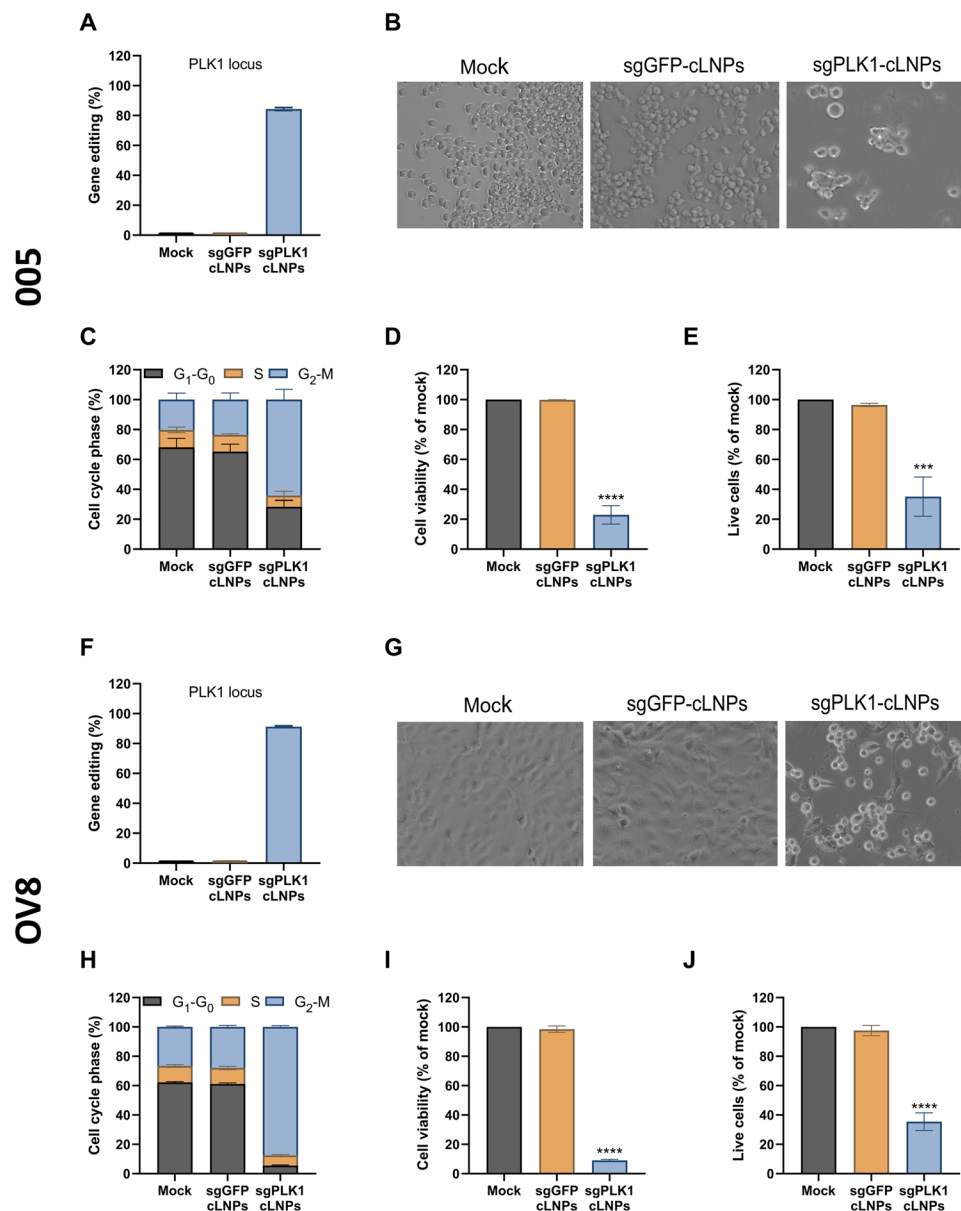 A
PLK1 locus
Gene editing (%)
120
100
80
60
40
20
0
Mock
sgGFP
cLNPs
sgPLK1
cLNPs
B
Mock
sgGFP-cLNPs
sgPLK1-cLNPs
005
C
G1-G0 S G2-M
Cell cycle phase (%)
120
100
80
60
40
20
0
Mock
sgGFP
cLNPs
sgPLK1
cLNPs
D
Cell viability (% of mock)
120
100
80
60
40
20
0
****
Mock
sgGFP
cLNPs
sgPLK1
cLNPs
E
Live cells (% of mock)
120
100
80
60
40
20
0
***
Mock
sgGFP
cLNPs
sgPLK1
cLNPs
F
PLK1 locus
Gene editing (%)
120
100
80
60
40
20
0
Mock
sgGFP
cLNPs
sgPLK1
cLNPs
G
Mock
sgGFP-cLNPs
sgPLK1-cLNPs
OV8
H
G1-G0 S G2-M
Cell cycle phase (%)
120
100
80
60
40
20
0
Mock
sgGFP
cLNPs
sgPLK1
cLNPs
I
Cell viability (% of mock)
120
100
80
60
40
20
0
****
Mock
sgGFP
cLNPs
sgPLK1
cLNPs
J
Live cells (% of mock)
120
100
80
60
40
20
0
****
Mock
sgGFP
cLNPs
sgPLK1
cLNPs